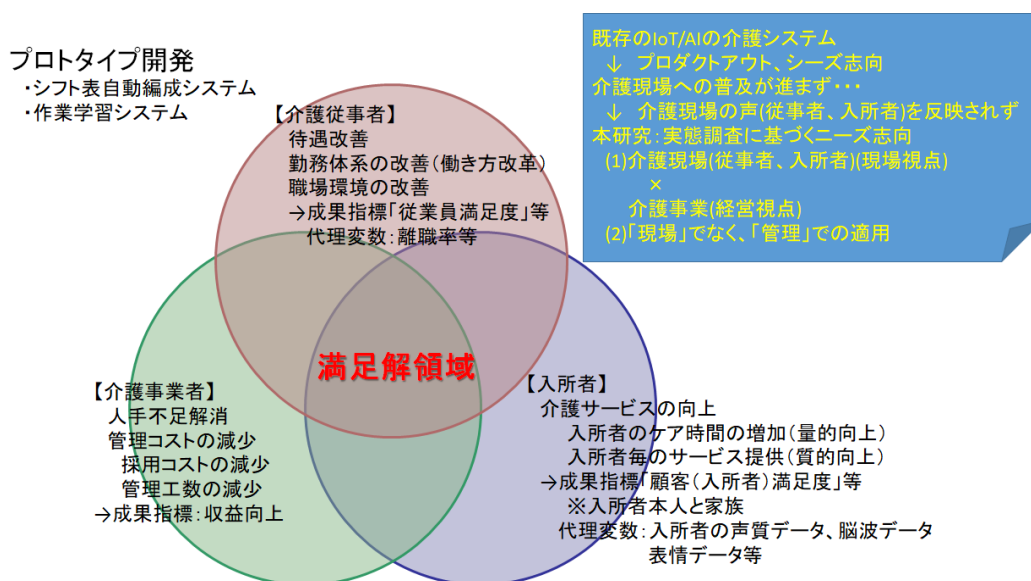 プロトタイプ開発
・シフト表自動編成システム
・作業学習システム
【介護従事者】
待遇改善
勤務体系の改善(働き方改革)
職場環境の改善
→成果指標「従業員満足度」等
代理変数:離職率等
既存のIoT/AIの介護システム
↓ プロダクトアウト、シーズ志向
介護現場への普及が進まず・・・
↓ 介護現場の声(従事者、入所者)を反映されず
本研究:実態調査に基づくニーズ志向
(1)介護現場(従事者、入所者)(現場視点)
×
介護事業(経営視点)
(2)「現場」でなく、「管理」での適用
満足解領域
【介護事業者】
人手不足解消
管理コストの減少
採用コストの減少
管理工数の減少
→成果指標:収益向上
【入所者】
介護サービスの向上
入所者のケア時間の増加(量的向上)
入所者毎のサービス提供(質的向上)
→成果指標「顧客(入所者)満足度」等
※入所者本人と家族
代理変数:入所者の声質データ、脳波データ
表情データ等